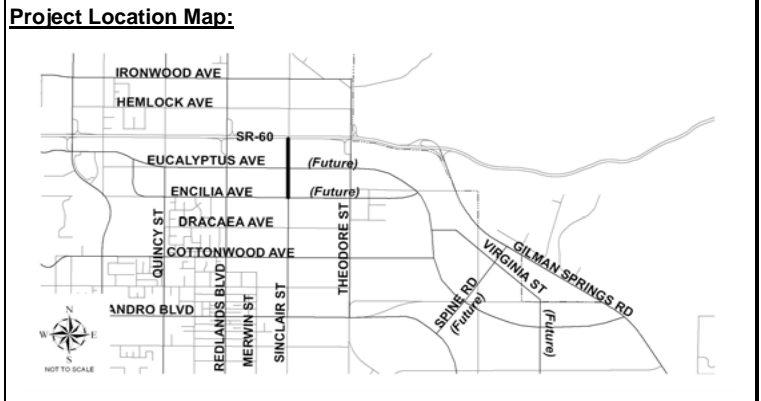 Project Location Map:
IRONWOOD AVE
HEMLOCK AVE
SR-60
EUCALYPTUS AVE
(Future)
ENCILIA AVE
(Future)
DRACAEA AVE
COTTONWOOD AVE
ANDRO BLVD
QUINCY ST
REDLANDS BLVD
MERWIN ST
SINCLAIR ST
THEODORE ST
GILMAN SPRINGS RD
VIRGINIA ST
(Future)
SPINE RD
(Future)
N
W E
S
NOT TO SCALE